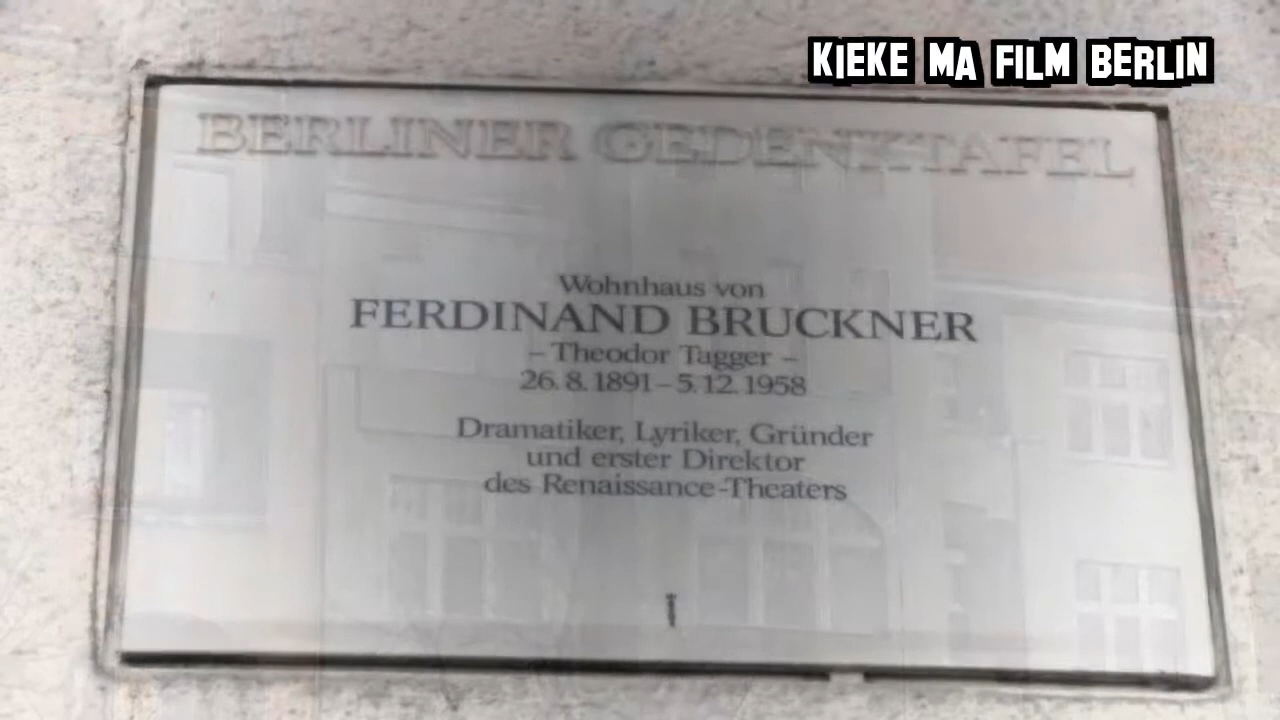 KIEKE MA FILM BERLIN
BERLINER GEDENKTAFEL
Wohnhaus von
FERDINAND BRUCKNER
– Theodor Tagger –
26. 8. 1891 – 5. 12. 1958
Dramatiker, Lyriker, Gründer
und erster Direktor
des Renaissance-Theaters